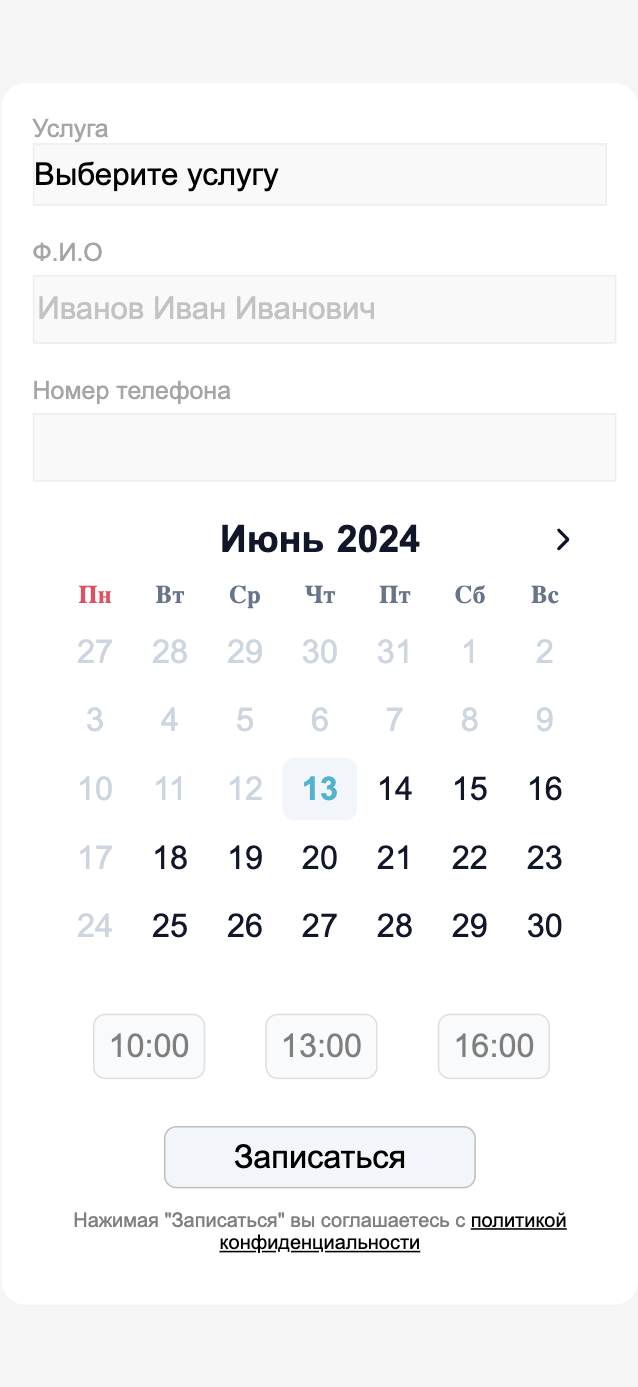 Услуга
Выберите услугу
Ф.И.О
Иванов Иван Иванович
Номер телефона
Июнь 2024
Пн Вт Ср Чт Пт Сб Вс
27 28 29 30 31 1 2
3 4 5 6 7 8 9
10 11 12 13 14 15 16
17 18 19 20 21 22 23
24 25 26 27 28 29 30
10:00 13:00 16:00
Записаться
Нажимая "Записаться" вы соглашаетесь с политикой
конфиденциальности